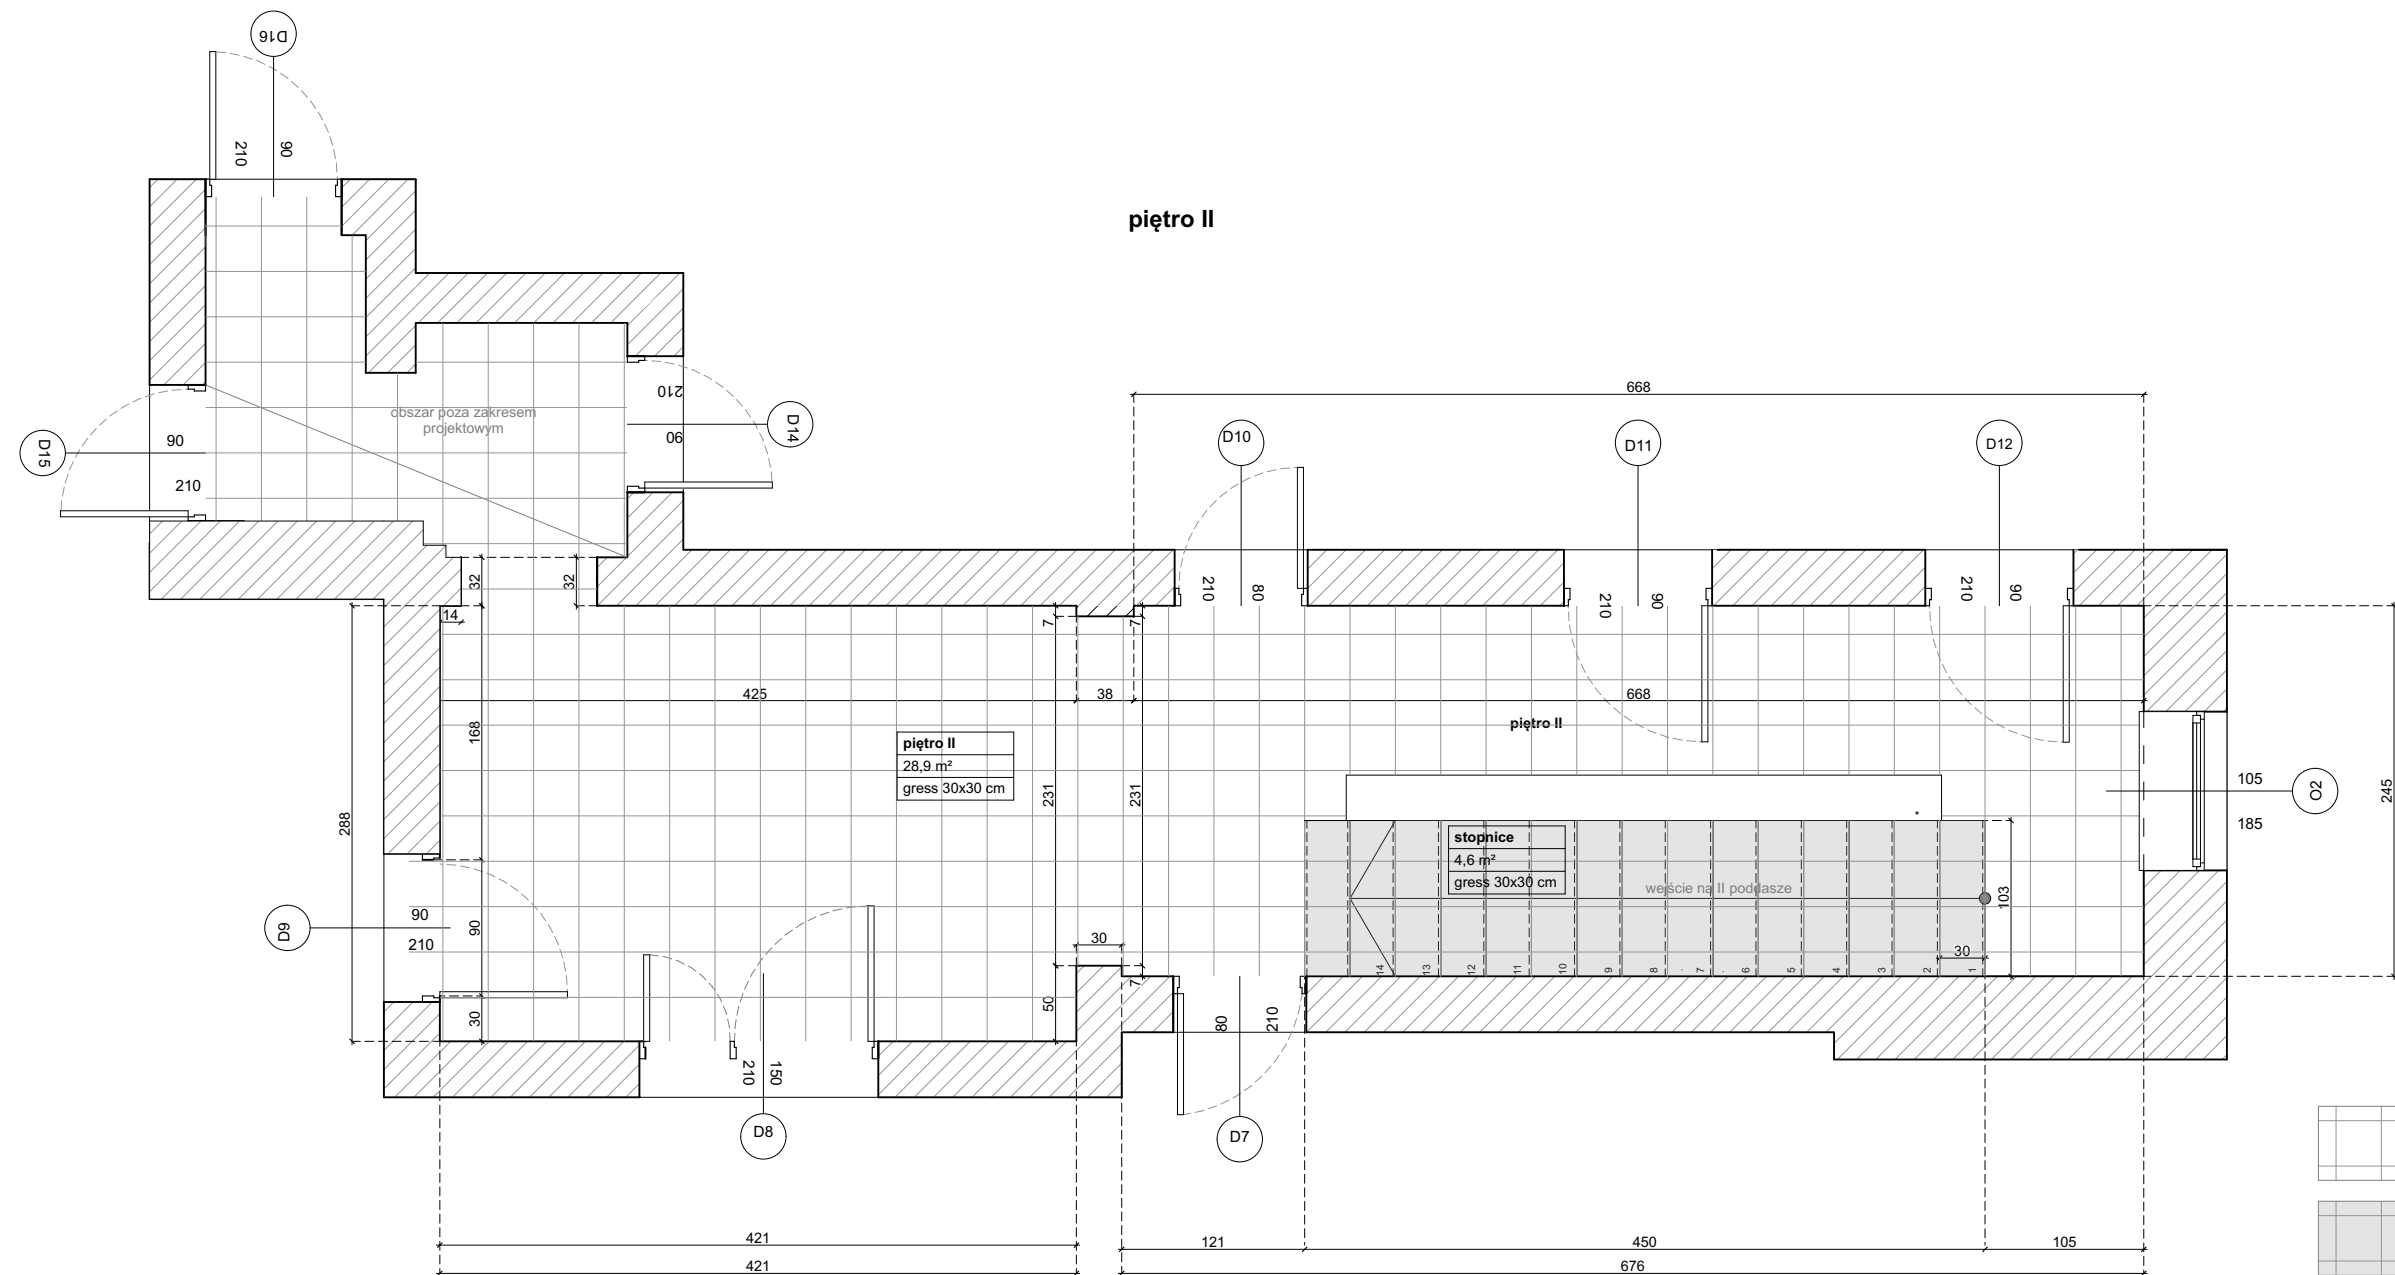 D16
210
90
piętro II
668
obszar poza zakresem
projektowym
210
90
D14
D15
90
210
D10
D11
D12
210
80
210
90
210
90
32
32
14
7
7
425
38
668
168
piętro II
piętro II
28,9 m²
gress 30x30 cm
231
231
288
245
105
185
O2
stopnice
4,6 m²
gress 30x30 cm
wejście na II poddasze
103
D9
90
210
90
30
30
30
14
13
12
11
10
9
8
7
6
5
4
3
2
1
50
7
80
210
210
150
D8
D7
421
121
450
105
421
676